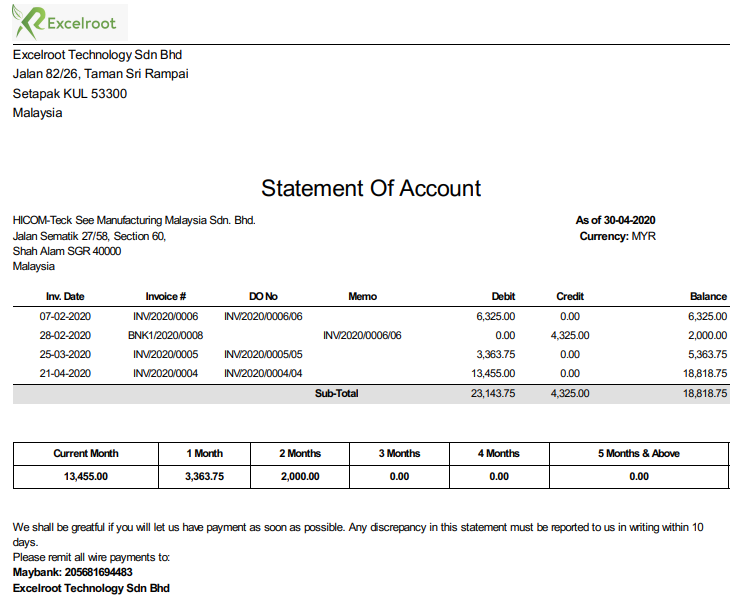 Excelroot
Excelroot Technology Sdn Bhd
Jalan 82/26, Taman Sri Rampai
Setapak KUL 53300
Malaysia
Statement Of Account
HICOM-Teck See Manufacturing Malaysia Sdn. Bhd. As of 30-04-2020
Jalan Sematik 27/58, Section 60, Currency: MYR
Shah Alam SGR 40000
Malaysia
Inv. Date Invoice # DO No Memo Debit Credit Balance
07-02-2020 INV/2020/0006 INV/2020/0006/06 6,325.00 0.00 6,325.00
28-02-2020 BNK1/2020/0008 INV/2020/0006/06 0.00 4,325.00 2,000.00
25-03-2020 INV/2020/0005 INV/2020/0005/05 3,363.75 0.00 5,363.75
21-04-2020 INV/2020/0004 INV/2020/0004/04 13,455.00 0.00 18,818.75
Sub-Total 23,143.75 4,325.00 18,818.75
Current Month 1 Month 2 Months 3 Months 4 Months 5 Months & Above
13,455.00 3,363.75 2,000.00 0.00 0.00 0.00
We shall be greatful if you will let us have payment as soon as possible. Any discrepancy in this statement must be reported to us in writing within 10
days.
Please remit all wire payments to:
Maybank: 205681694483
Excelroot Technology Sdn Bhd